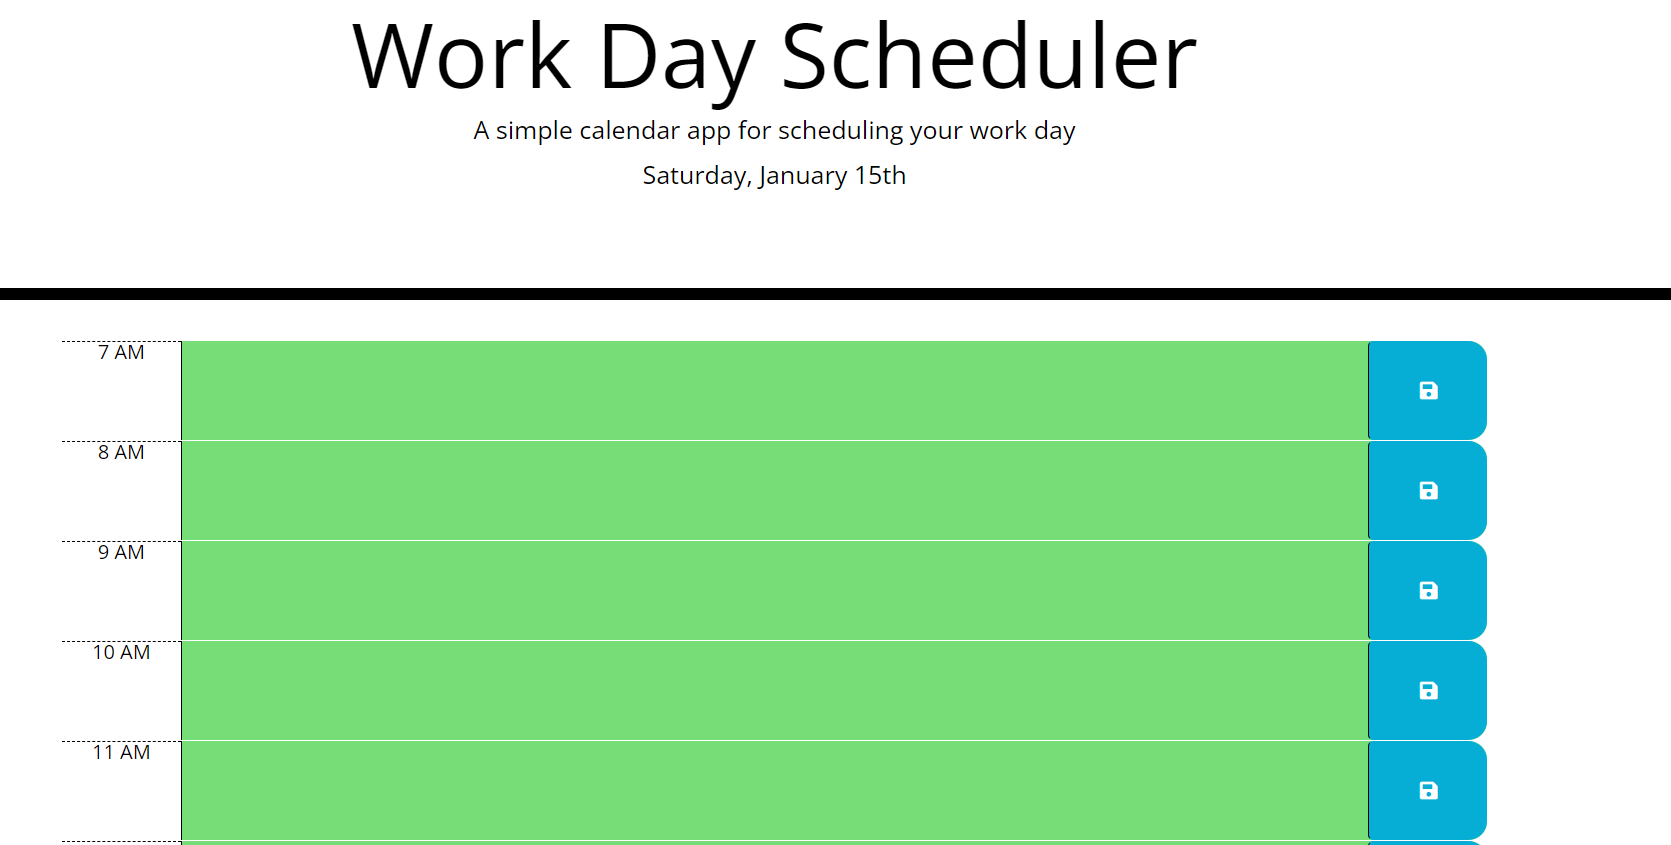 Work Day Scheduler
A simple calendar app for scheduling your work day
Saturday, January 15th
7 AM
8 AM
9 AM
10 AM
11 AM